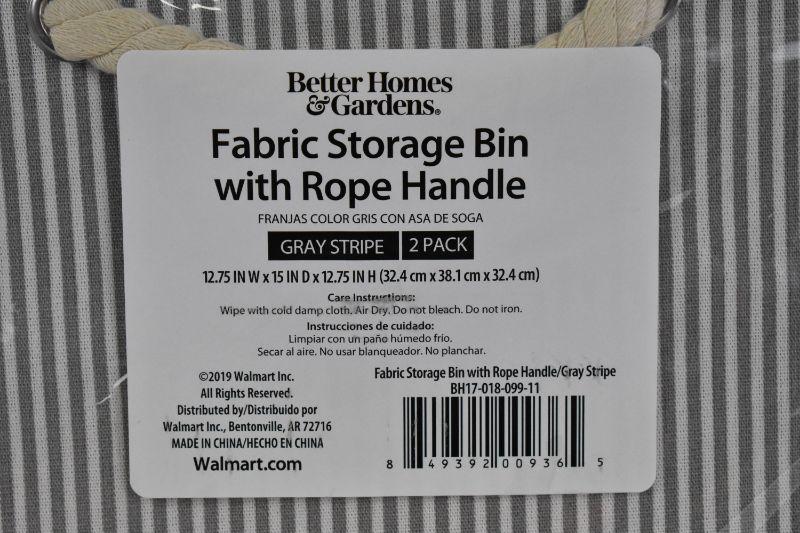 Better Homes
& Gardens®
Fabric Storage Bin
with Rope Handle
FRANJAS COLOR GRIS CON ASA DE SOGA
GRAY STRIPE 2 PACK
12.75 IN W x 15 IN D x 12.75 IN H (32.4 cm x 38.1 cm x 32.4 cm)
Care Instructions:
Wipe with cold damp cloth. Air Dry. Do not bleach. Do not iron.
Instrucciones de cuidado:
Limpiar con un paño húmedo frío.
Secar al aire. No usar blanqueador. No planchar.
©2019 Walmart Inc.
All Rights Reserved.
Distributed by/Distribuido por
Walmart Inc., Bentonville, AR 72716
MADE IN CHINA/HECHO EN CHINA
Walmart.com
Fabric Storage Bin with Rope Handle/Gray Stripe
BH17-018-099-11
8 49392 00936 5